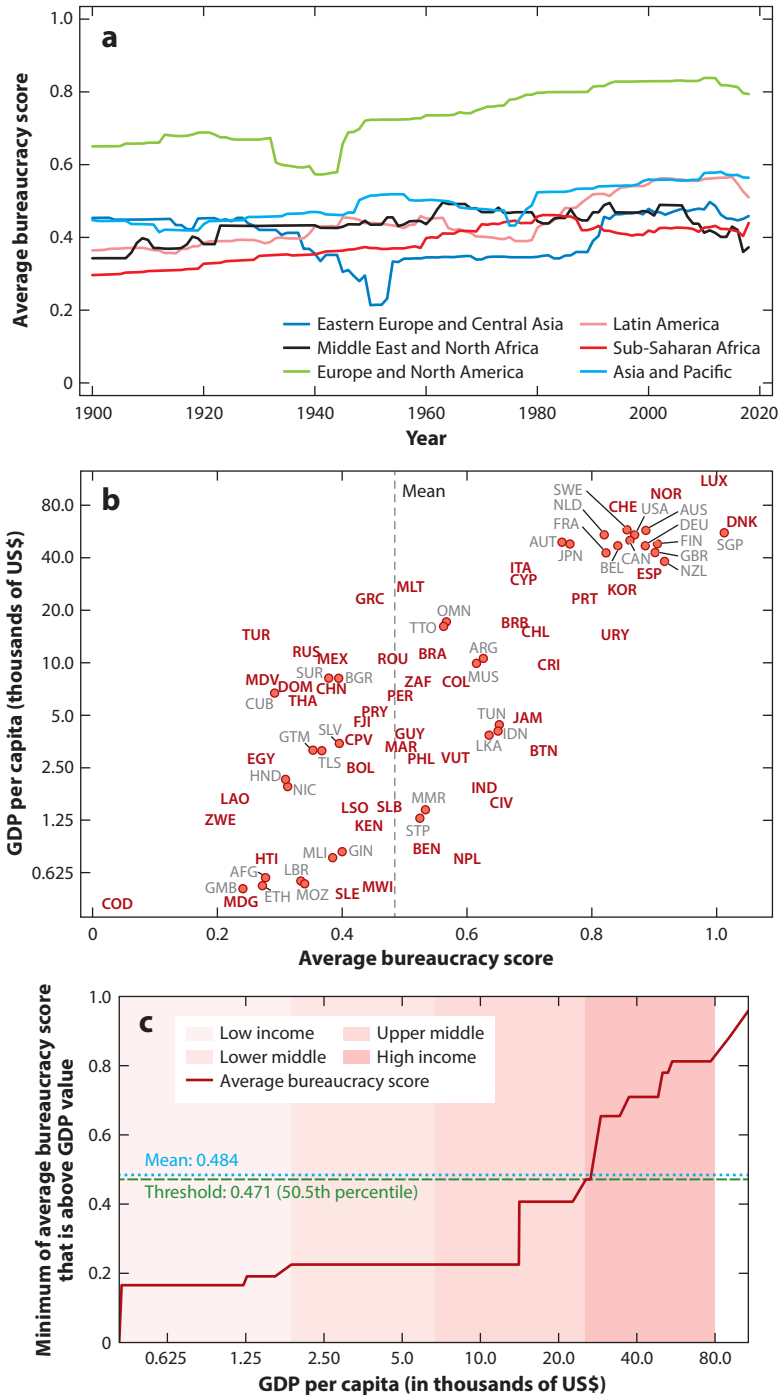 a
Average bureaucracy score
1.0
0.8
0.6
0.4
0.2
0
Eastern Europe and Central Asia
Middle East and North Africa
Europe and North America
Latin America
Sub-Saharan Africa
Asia and Pacific
1900
1920
1940
1960
1980
2000
2020
Year
b
Mean
GDP per capita (thousands of US$)
80.0
40.0
20.0
10.0
5.0
2.50
1.25
0.625
LUX
SWE
NOR
NLD
CHE
USA
AUS
FRA
DEU
DNK
AUT
JPN
BEL
CAN
FIN
SGP
GBR
ESP
NZL
ITA
CYP
MLT
KOR
GRC
PRT
OMN
TTO
BRB
CHL
URY
TUR
RUS
MEX
ROU
BRA
ARG
MUS
CRI
SUR
BGR
MDV
DOM
CHN
CUB
THA
ZAF
COL
PER
PRY
FJI
TUN
JAM
IDN
SLV
GTM
CPV
GUY
MAR
LKA
BTN
TLS
EGY
BOL
PHL
VUT
HND
NIC
IND
LAO
LSO
SLB
MMR
CIV
ZWE
KEN
STP
BEN
NPL
MLI
GIN
HTI
AFG
LBR
GMB
ETH
MOZ
MDG
SLE
MWI
COD
0
0.2
0.4
0.6
0.8
1.0
Average bureaucracy score
c
Minimum of average bureaucracy score
that is above GDP value
1.0
0.8
0.6
0.4
0.2
0
Low income
Upper middle
Lower middle
High income
Average bureaucracy score
Mean: 0.484
Threshold: 0.471 (50.5th percentile)
0.625
1.25
2.50
5.0
10.0
20.0
40.0
80.0
GDP per capita (in thousands of US$)